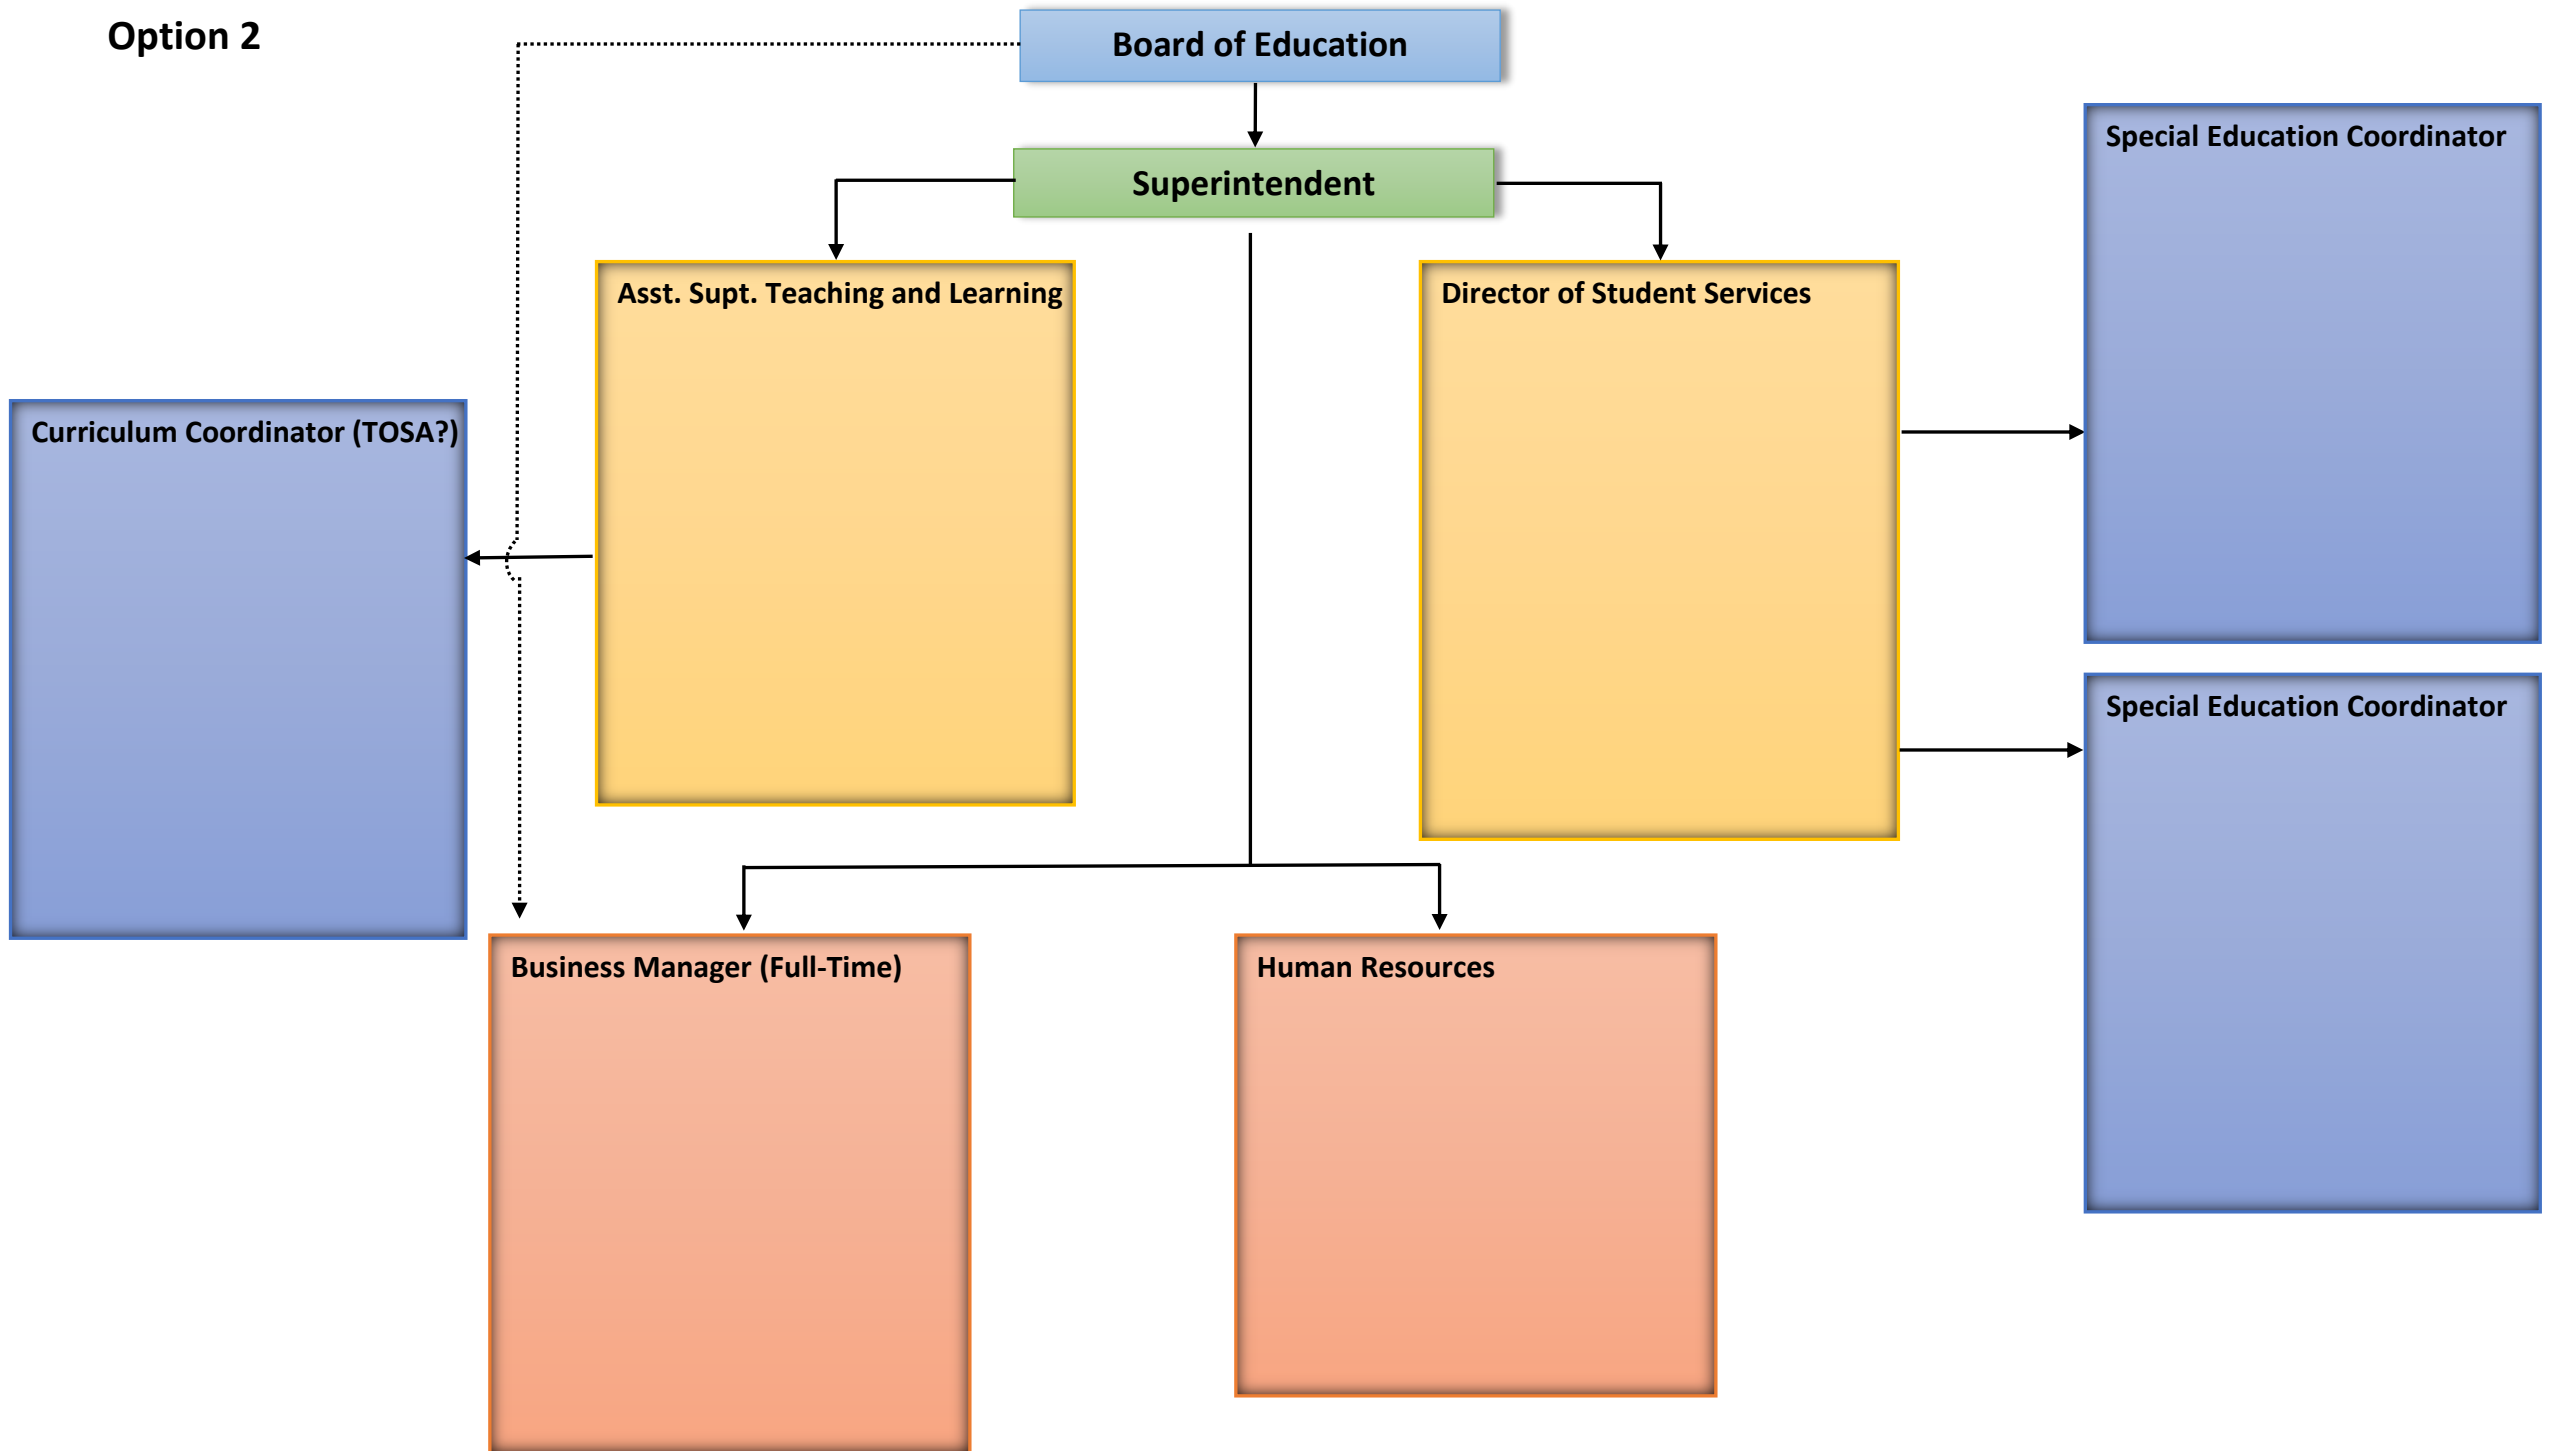 Option 2
Board of Education
Superintendent
Special Education Coordinator
Asst. Supt. Teaching and Learning
Director of Student Services
Curriculum Coordinator (TOSA?)
Special Education Coordinator
Business Manager (Full-Time)
Human Resources